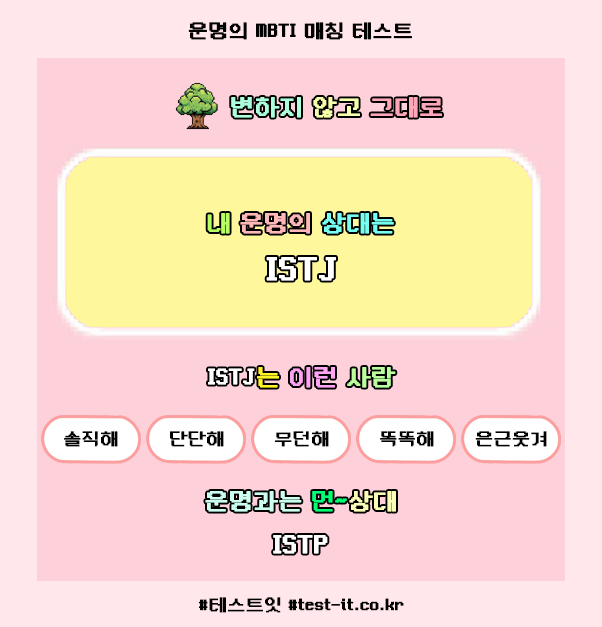 운명의 MBTI 매칭 테스트
변하지 않고 그대로
내 운명의 상대는
ISTJ
ISTJ는 이런 사람
솔직해 단단해 무던해 똑똑해 은근웃겨
운명과는 먼~상대
ISTP
#테스트잇 #test-it.co.kr